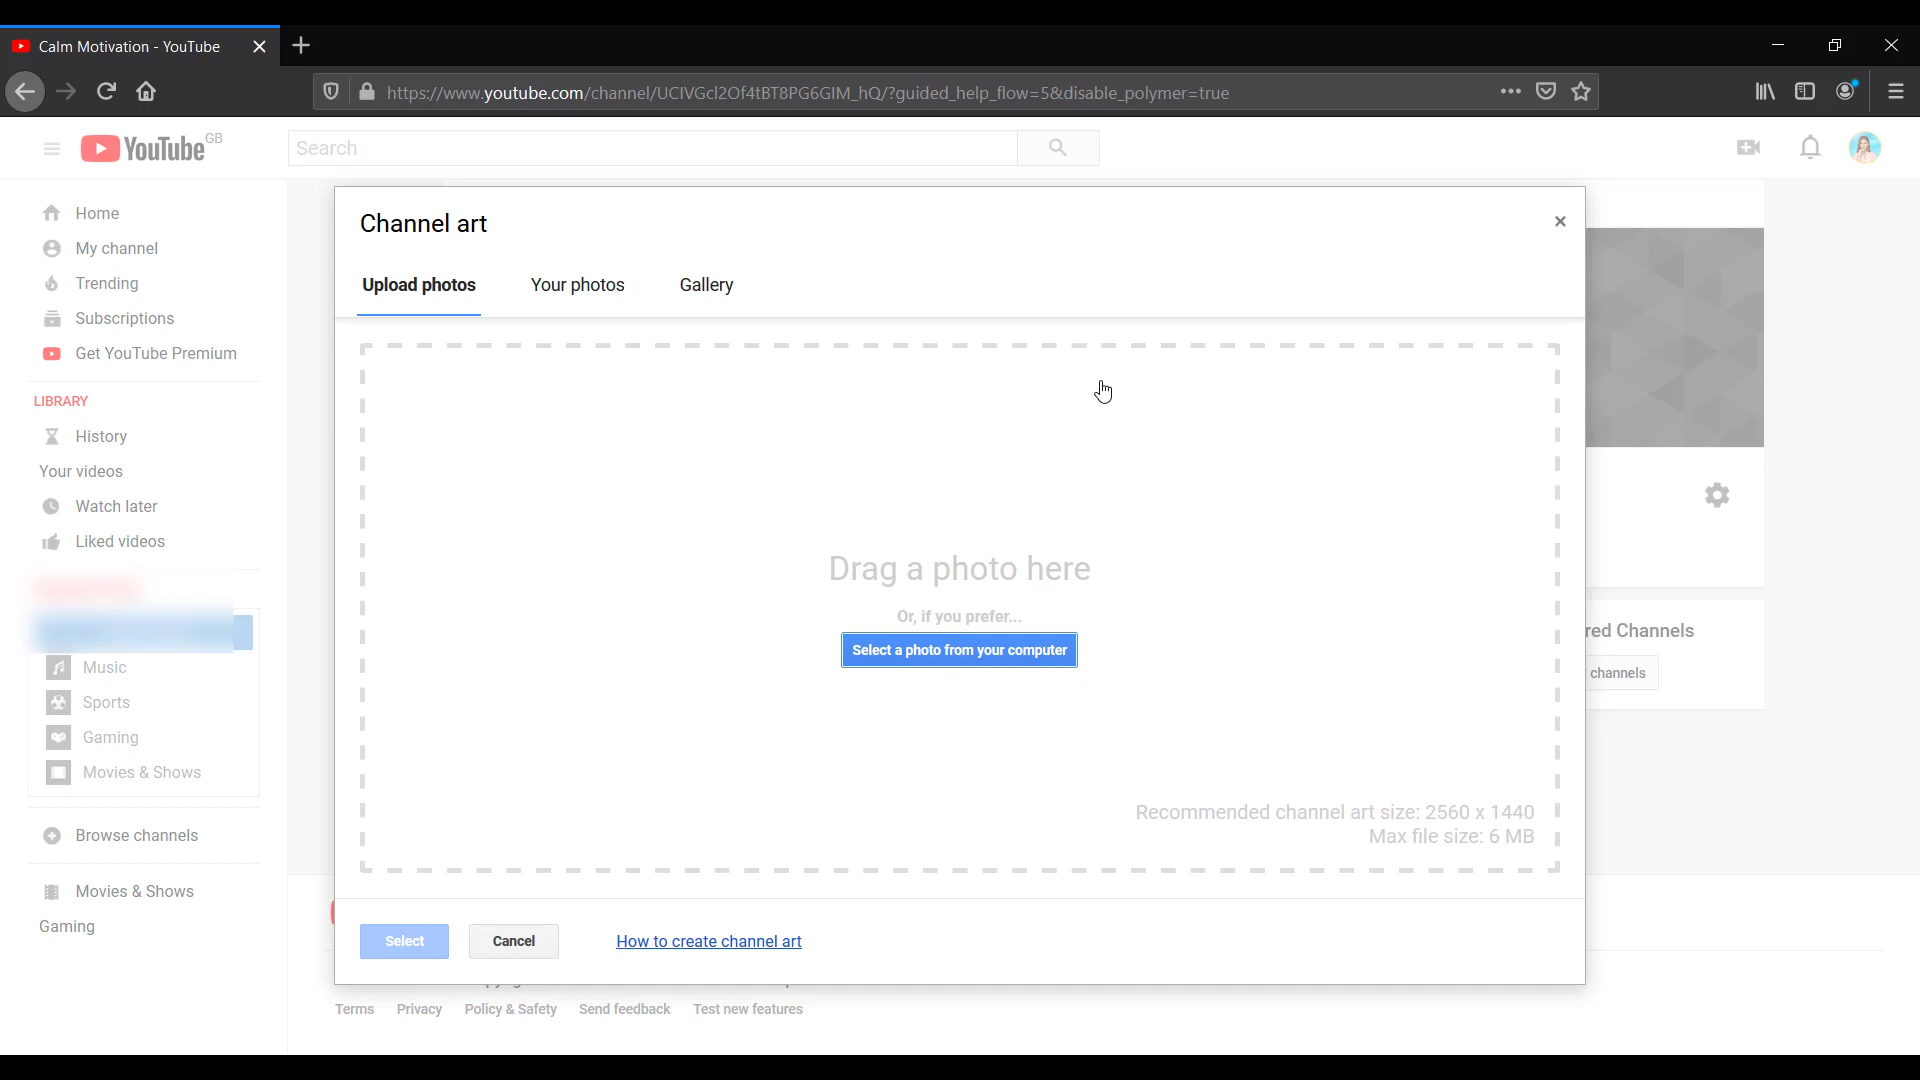 Calm Motivation - YouTube
https://www.youtube.com/channel/UCIVGcl2Of4tBT8PG6GIM_hQ/?guided_help_flow=5&disable_polymer=true
YouTube GB
Search
Home
My channel
Trending
Subscriptions
Get YouTube Premium
LIBRARY
History
Your videos
Watch later
Liked videos
Music
Sports
Gaming
Movies & Shows
Browse channels
Movies & Shows
Gaming
Channel art
Upload photos Your photos Gallery
Drag a photo here
Or, if you prefer...
Select a photo from your computer
Recommended channel art size: 2560 x 1440
Max file size: 6 MB
Select Cancel How to create channel art
red Channels
channels
Terms Privacy Policy & Safety Send feedback Test new features